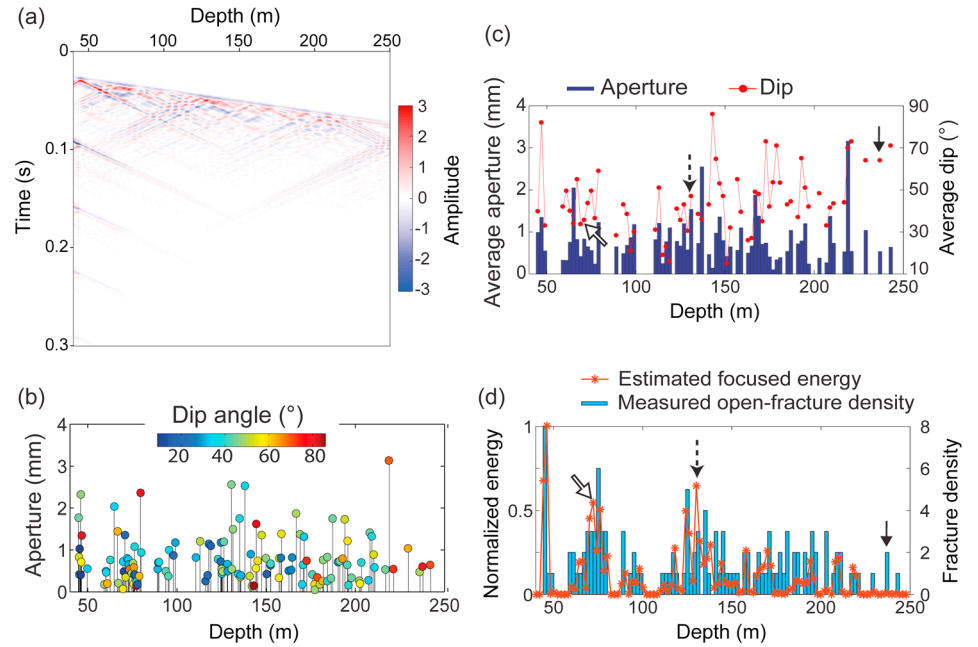 (a)
Depth (m)
50 100 150 200 250
0
0.1
0.2
0.3
Time (s)
3
2
1
0
-1
-2
-3
Amplitude
(b)
Dip angle (°)
20 40 60 80
4
3
2
1
0
Aperture (mm)
50 100 150 200 250
Depth (m)
(c)
Aperture Dip
4
3
2
1
0
Average aperture (mm)
90
70
50
30
10
Average dip (°)
50 100 150 200 250
Depth (m)
Estimated focused energy
Measured open-fracture density
(d)
1
0.5
0
Normalized energy
8
6
4
2
0
Fracture density
50 100 150 200 250
Depth (m)